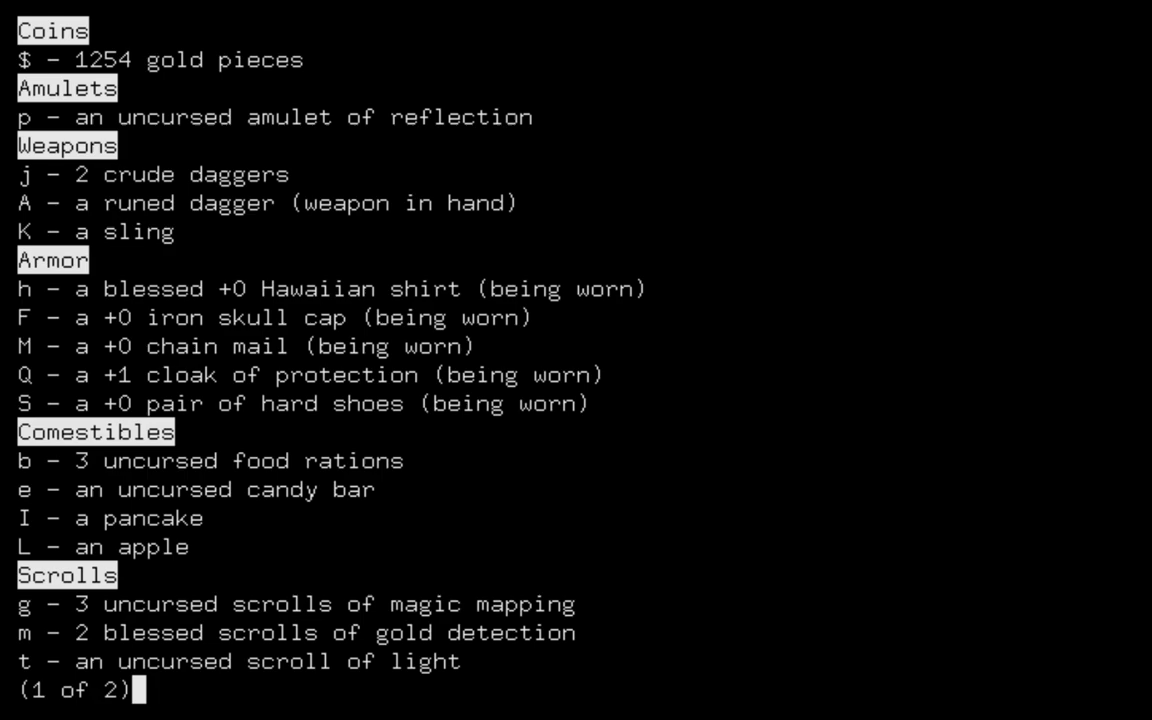 Coins
$ - 1254 gold pieces
Amulets
p - an uncursed amulet of reflection
Weapons
j - 2 crude daggers
A - a runed dagger (weapon in hand)
K - a sling
Armor
h - a blessed +0 Hawaiian shirt (being worn)
F - a +0 iron skull cap (being worn)
M - a +0 chain mail (being worn)
Q - a +1 cloak of protection (being worn)
S - a +0 pair of hard shoes (being worn)
Comestibles
b - 3 uncursed food rations
e - an uncursed candy bar
I - a pancake
L - an apple
Scrolls
g - 3 uncursed scrolls of magic mapping
m - 2 blessed scrolls of gold detection
t - an uncursed scroll of light
(1 of 2)